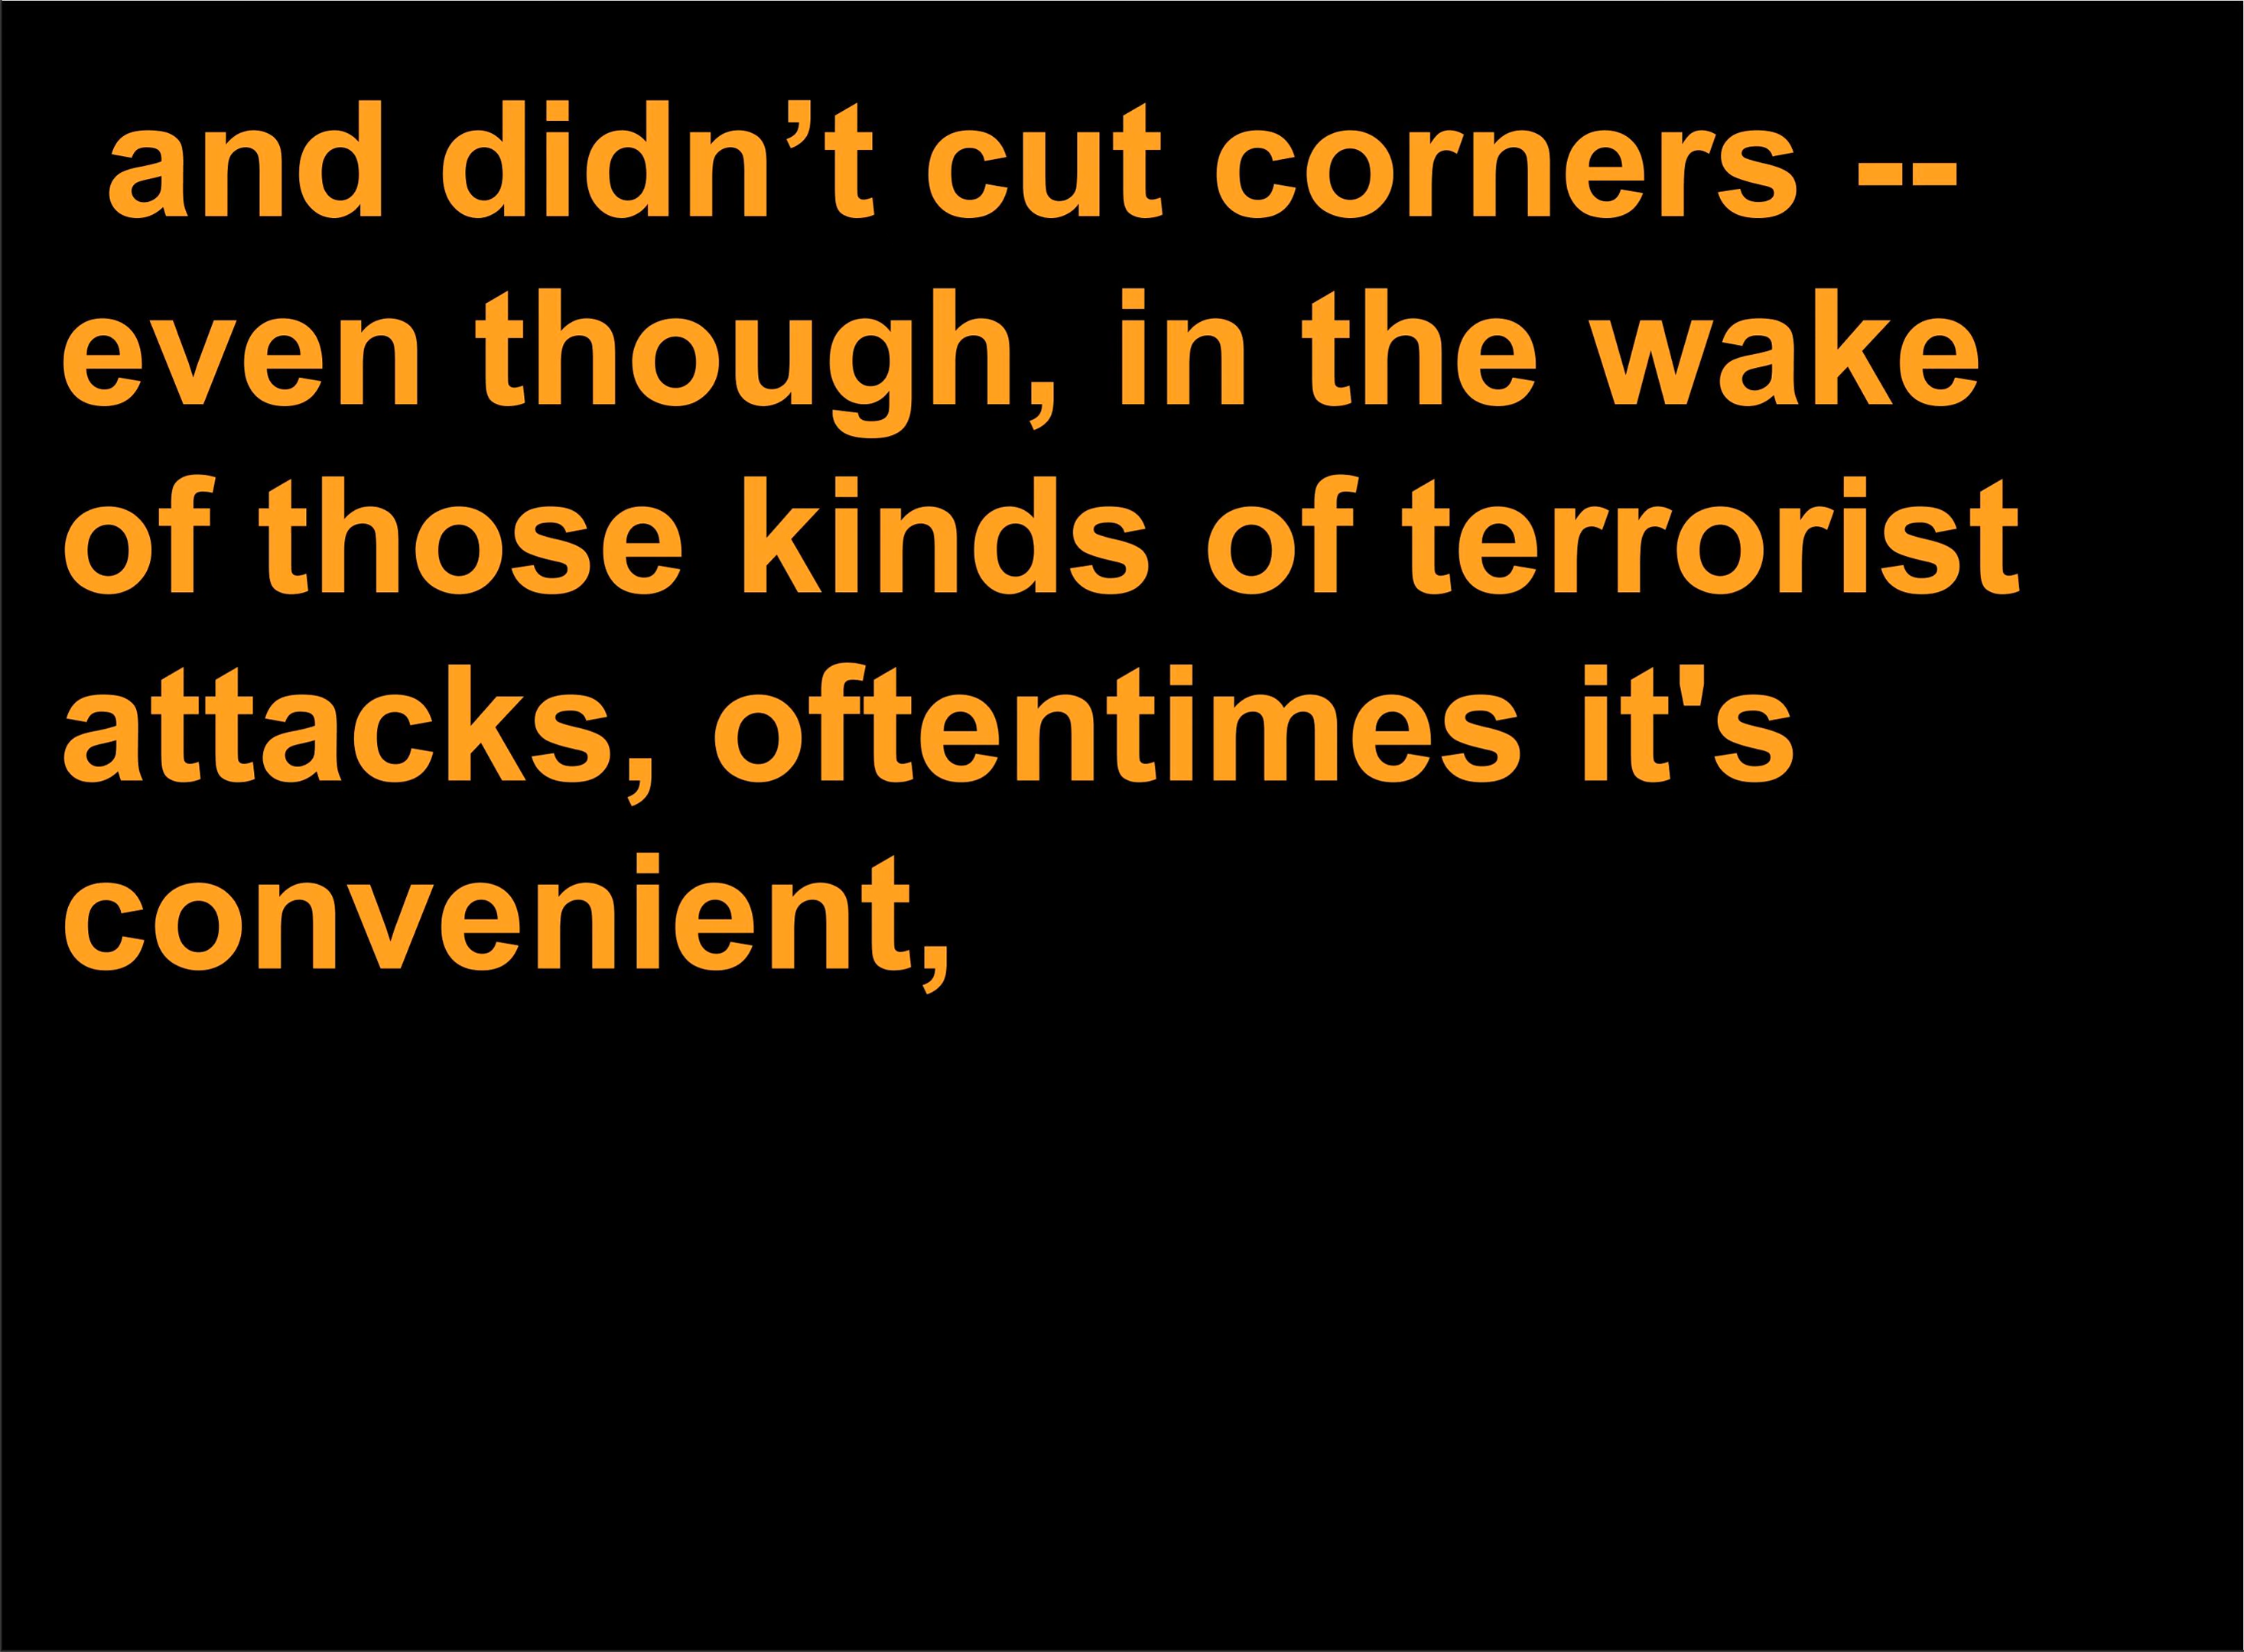 and didn’t cut corners --
even though, in the wake
of those kinds of terrorist
attacks, oftentimes it's
convenient,